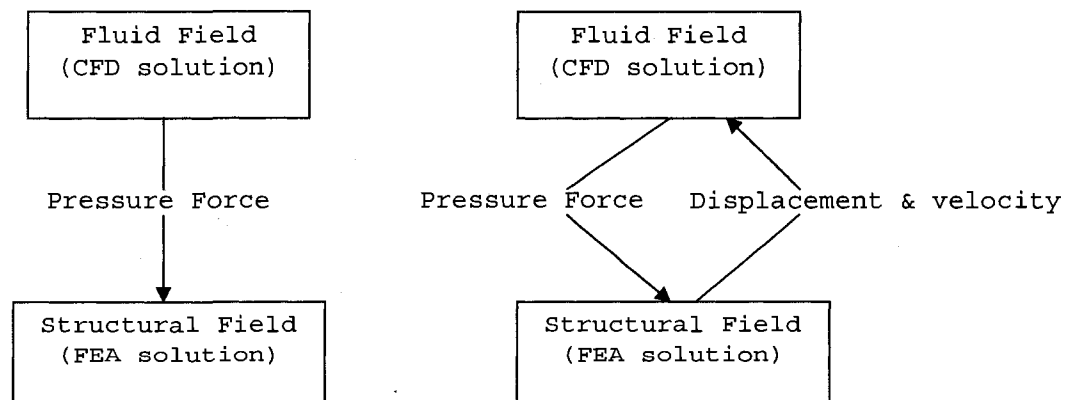 Fluid Field
(CFD solution)
Pressure Force
Structural Field
(FEA solution)
Fluid Field
(CFD solution)
Pressure Force
Displacement & velocity
Structural Field
(FEA solution)